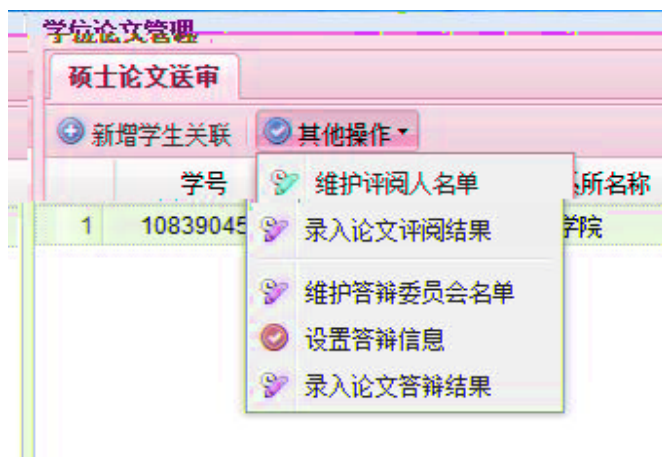 学位论文管理
硕士论文送审
新增学生关联 其他操作
学号 所名称
1 10839045 学院
维护评阅人名单
录入论文评阅结果
维护答辩委员会名单
设置答辩信息
录入论文答辩结果